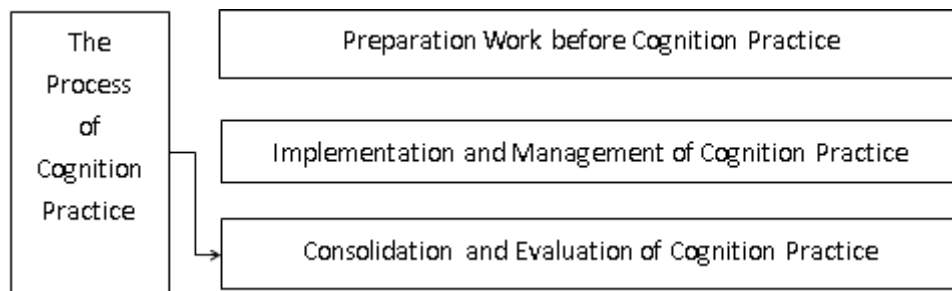 The
Process
of
Cognition
Practice
Preparation Work before Cognition Practice
Implementation and Management of Cognition Practice
Consolidation and Evaluation of Cognition Practice